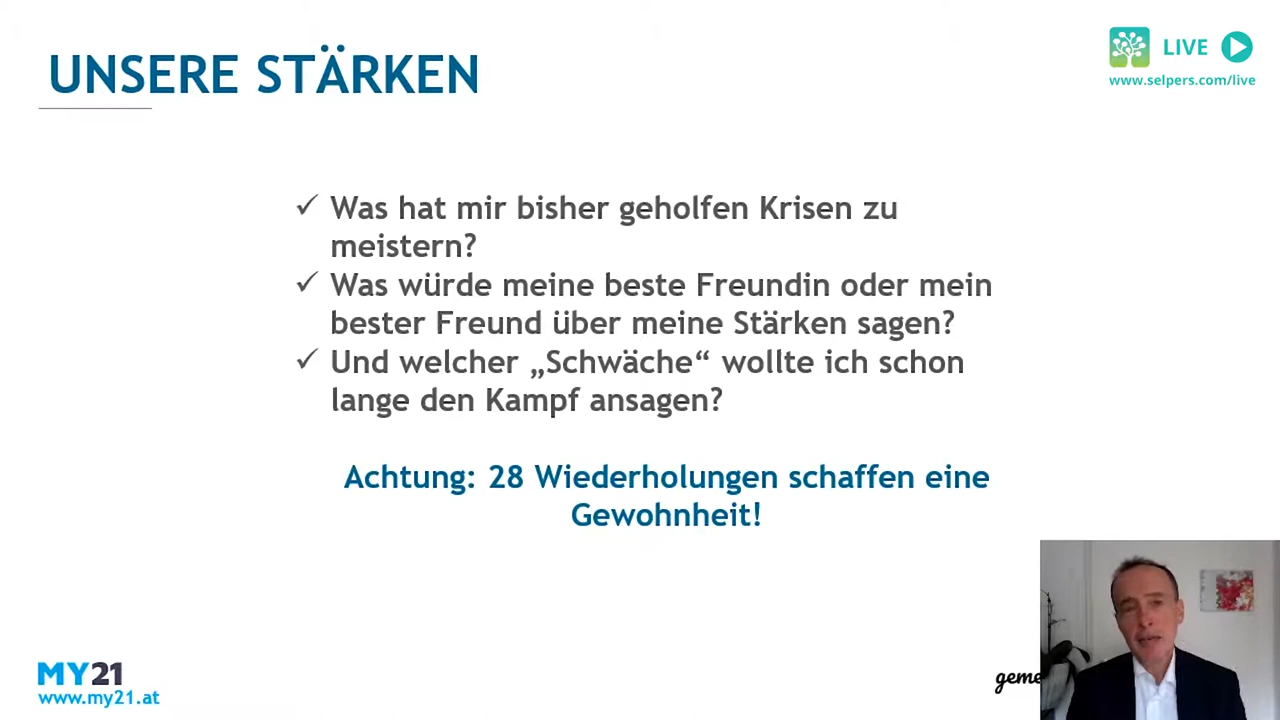 UNSERE STÄRKEN
LIVE
www.selpers.com/live
✓ Was hat mir bisher geholfen Krisen zu
meistern?
✓ Was würde meine beste Freundin oder mein
bester Freund über meine Stärken sagen?
✓ Und welcher „Schwäche“ wollte ich schon
lange den Kampf ansagen?
Achtung: 28 Wiederholungen schaffen eine
Gewohnheit!
MY21
www.my21.at